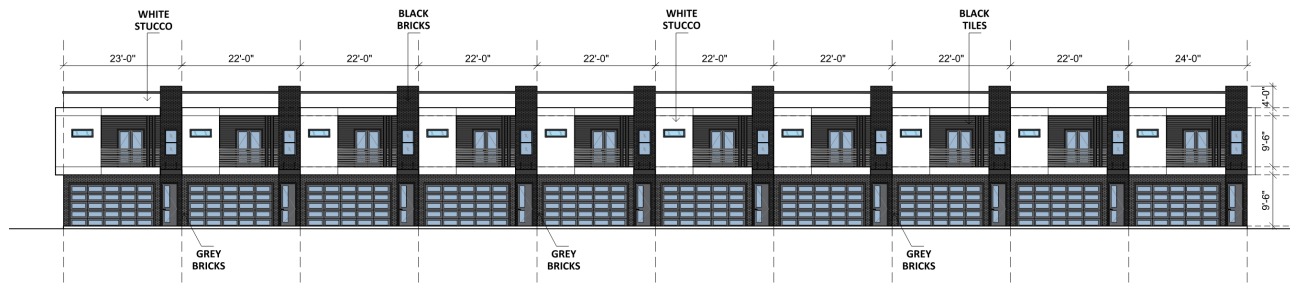 WHITE
STUCCO
BLACK
BRICKS
WHITE
STUCCO
BLACK
TILES
23'-0"
22'-0"
22'-0"
22'-0"
22'-0"
22'-0"
22'-0"
22'-0"
22'-0"
24'-0"
4'-0"
9'-6"
9'-6"
GREY
BRICKS
GREY
BRICKS
GREY
BRICKS